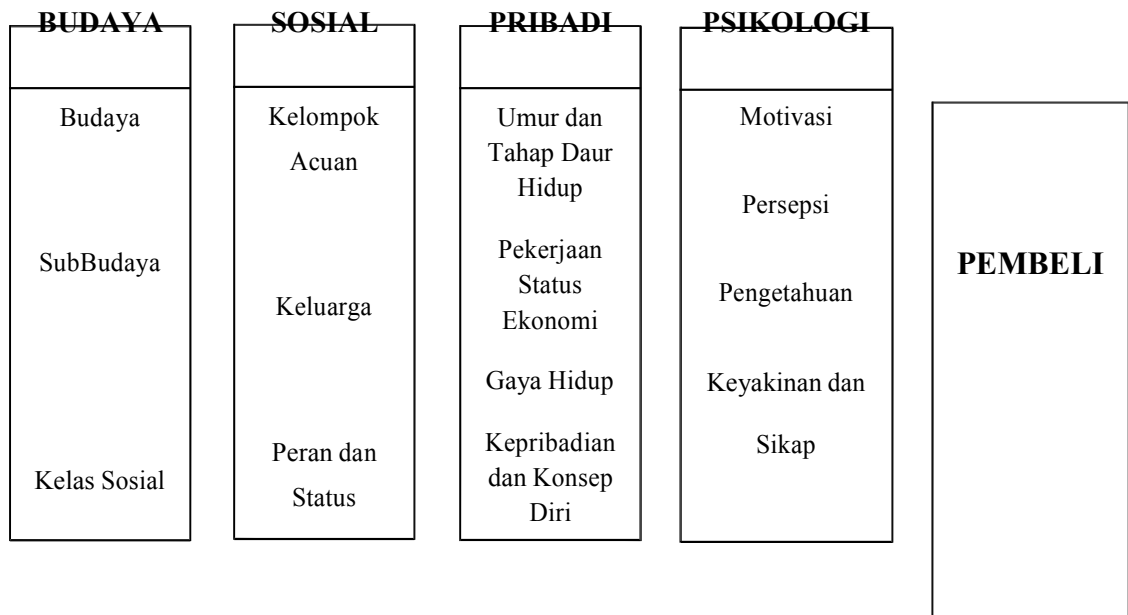 BUDAYA
Budaya
SubBudaya
Kelas Sosial
SOSIAL
Kelompok
Acuan
Keluarga
Peran dan
Status
PRIBADI
Umur dan
Tahap Daur
Hidup
Pekerjaan
Status
Ekonomi
Gaya Hidup
Kepribadian
dan Konsep
Diri
PSIKOLOGI
Motivasi
Persepsi
Pengetahuan
Keyakinan dan
Sikap
PEMBELI